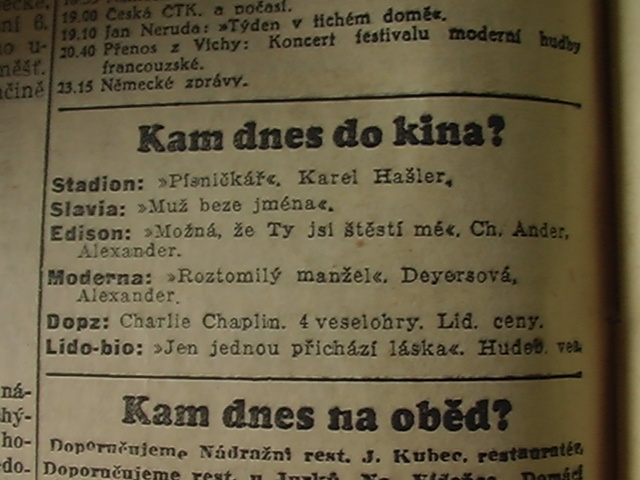 19.00 Česká ČTK. a počasí.
19.10 Jan Neruda: »Týden v tichém domě«.
20.40 Přenos z Vichy: Koncert festivalu moderní hudby
francouzské.
23.15 Německé zprávy.
Kam dnes do kina?
Stadion: »Písničkář«. Karel Hašler.
Slavia: »Muž beze jména«.
Edison: »Možná, že Ty jsi štěstí mé«. Ch. Ander,
Alexander.
Moderna: »Roztomilý manžel«. Deyersová,
Alexander.
Dopz: Charlie Chaplin. 4 veselohry. Lid. ceny.
Lido-bio: »Jen jednou přichází láska«. Hudeb. ves.
Kam dnes na oběd?
Doporučujeme Nádražní rest. J. Kubec, restauratér.
Doporučujeme rest. u